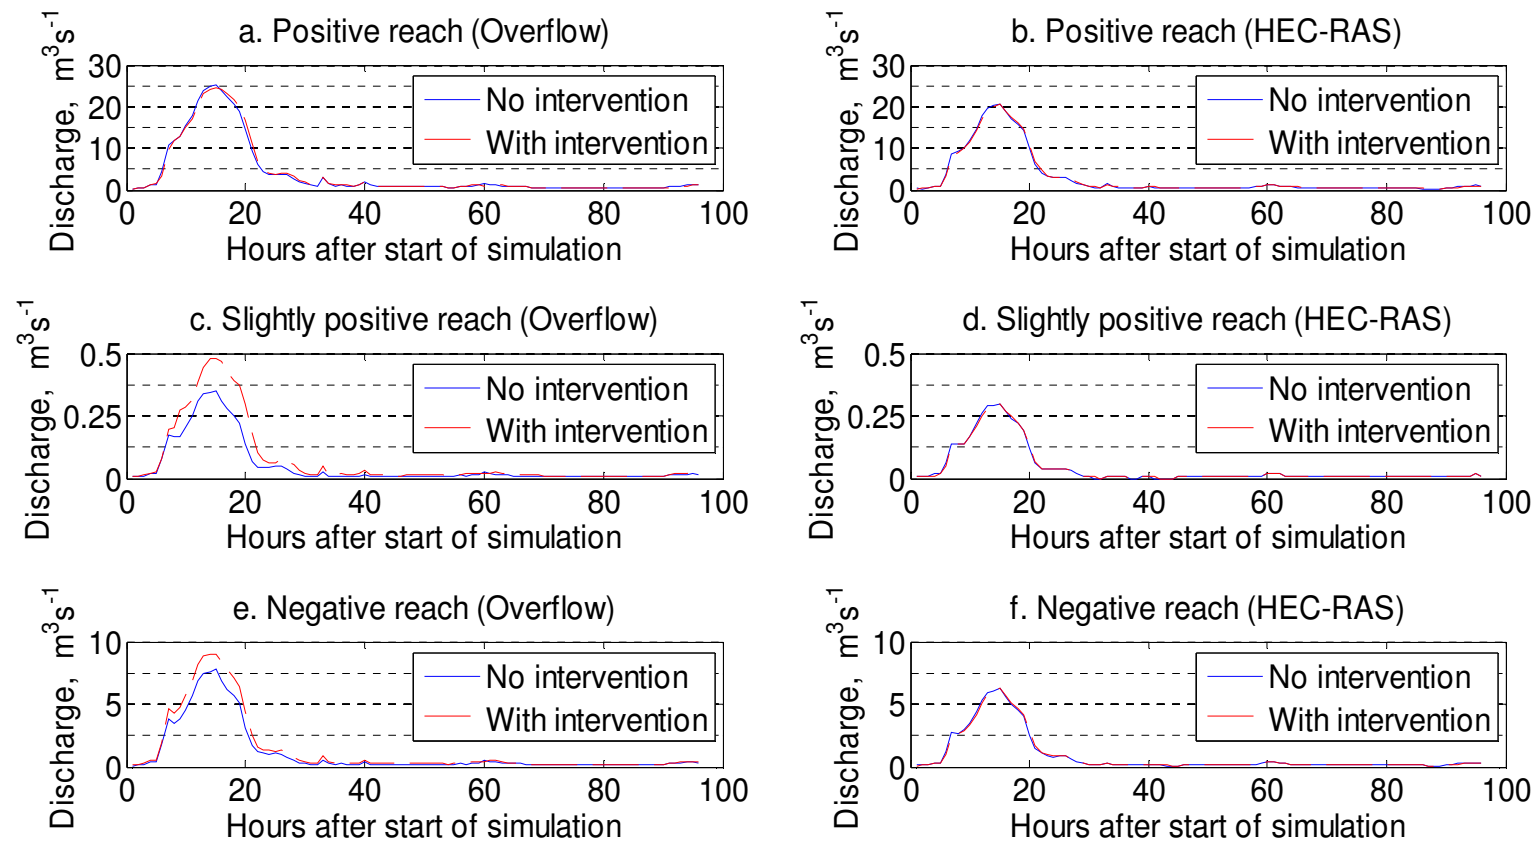 a. Positive reach (Overflow)
Discharge, m³s⁻¹
30
20
10
0
0 20 40 60 80 100
Hours after start of simulation
No intervention
With intervention
b. Positive reach (HEC-RAS)
Discharge, m³s⁻¹
30
20
10
0
0 20 40 60 80 100
Hours after start of simulation
No intervention
With intervention
c. Slightly positive reach (Overflow)
Discharge, m³s⁻¹
0.5
0.25
0
0 20 40 60 80 100
Hours after start of simulation
No intervention
With intervention
d. Slightly positive reach (HEC-RAS)
Discharge, m³s⁻¹
0.5
0.25
0
0 20 40 60 80 100
Hours after start of simulation
No intervention
With intervention
e. Negative reach (Overflow)
Discharge, m³s⁻¹
10
5
0
0 20 40 60 80 100
Hours after start of simulation
No intervention
With intervention
f. Negative reach (HEC-RAS)
Discharge, m³s⁻¹
10
5
0
0 20 40 60 80 100
Hours after start of simulation
No intervention
With intervention